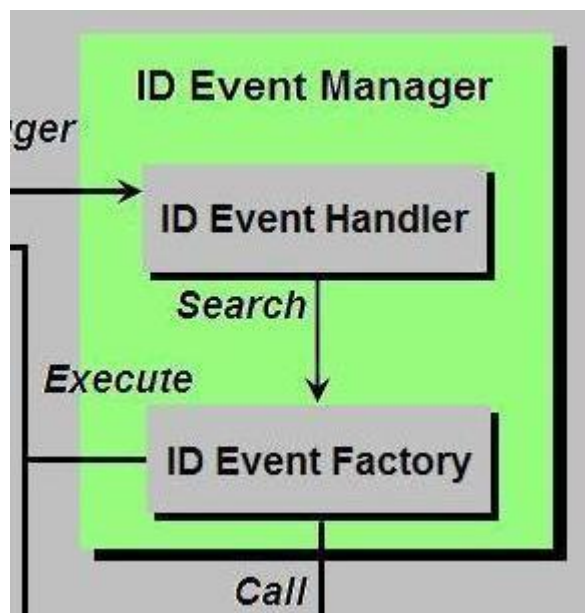 ID Event Manager
ID Event Handler
Search
Execute
ID Event Factory
Call